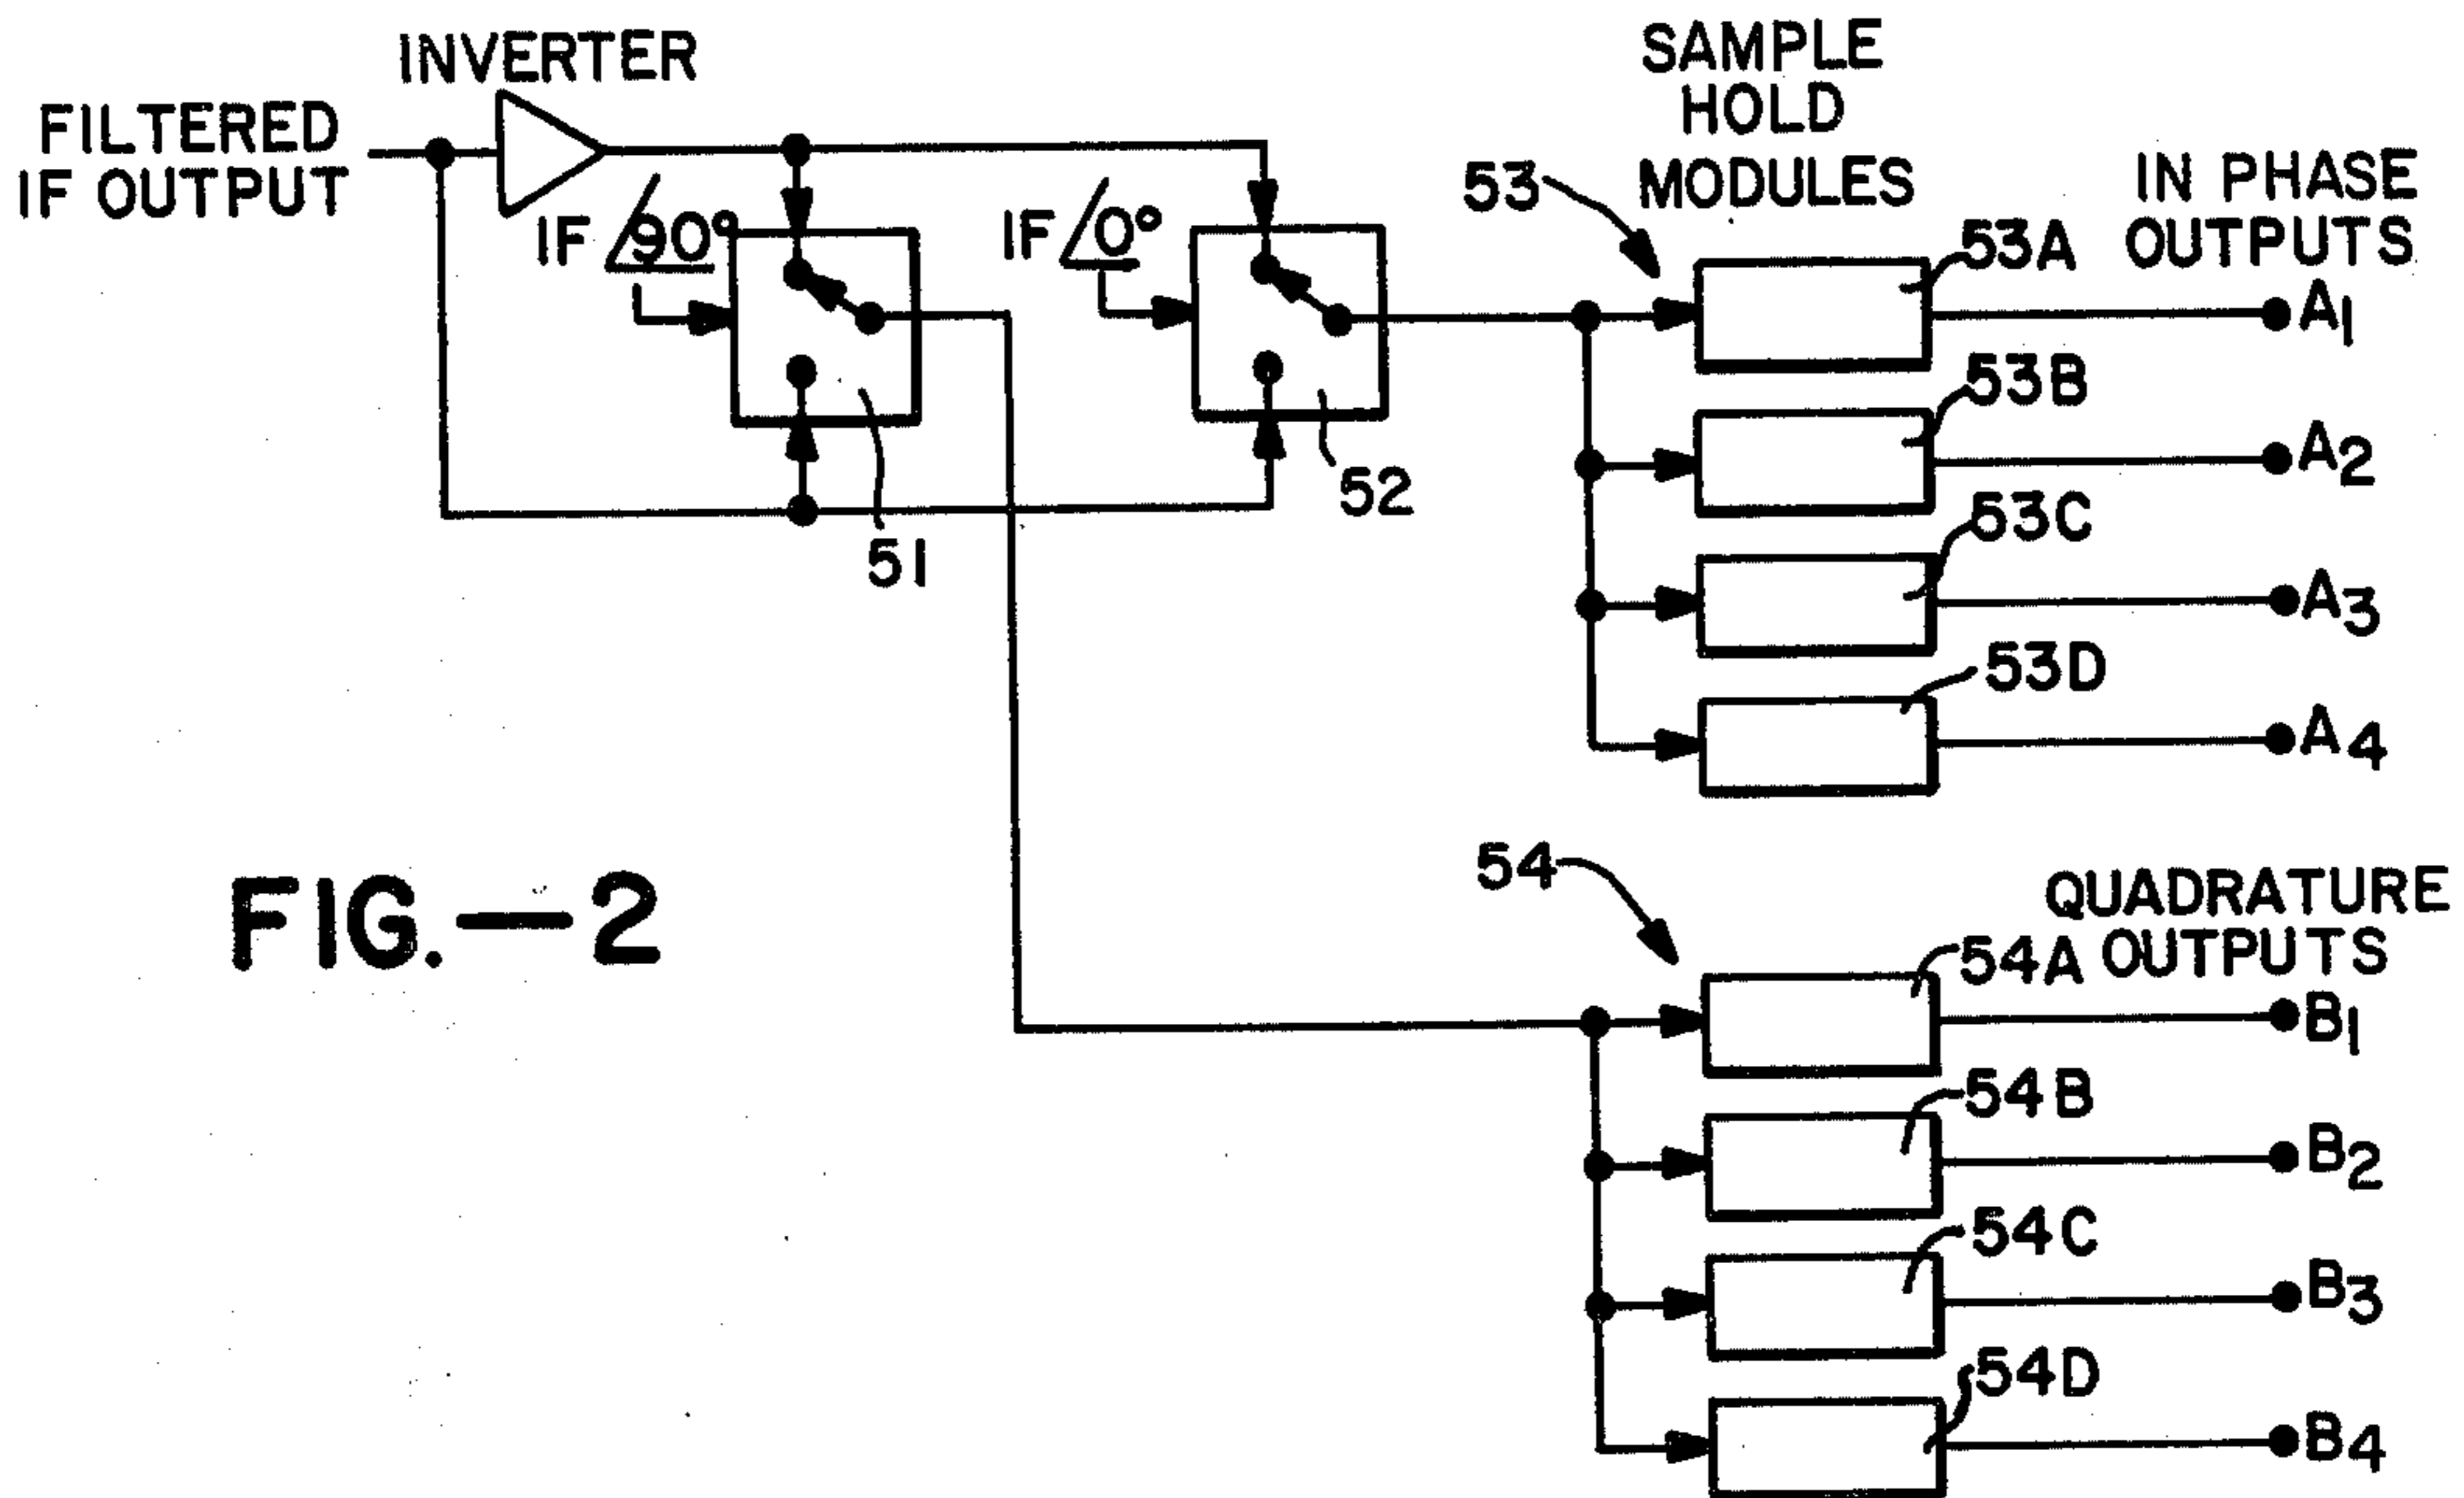 INVERTER
FILTERED
IF OUTPUT
IF /90°
IF /0°
51
52
SAMPLE
HOLD
MODULES
53
IN PHASE
OUTPUTS
53A
A1
53B
A2
53C
A3
53D
A4
FIG.—2
54
QUADRATURE
OUTPUTS
54A
B1
54B
B2
54C
B3
54D
B4